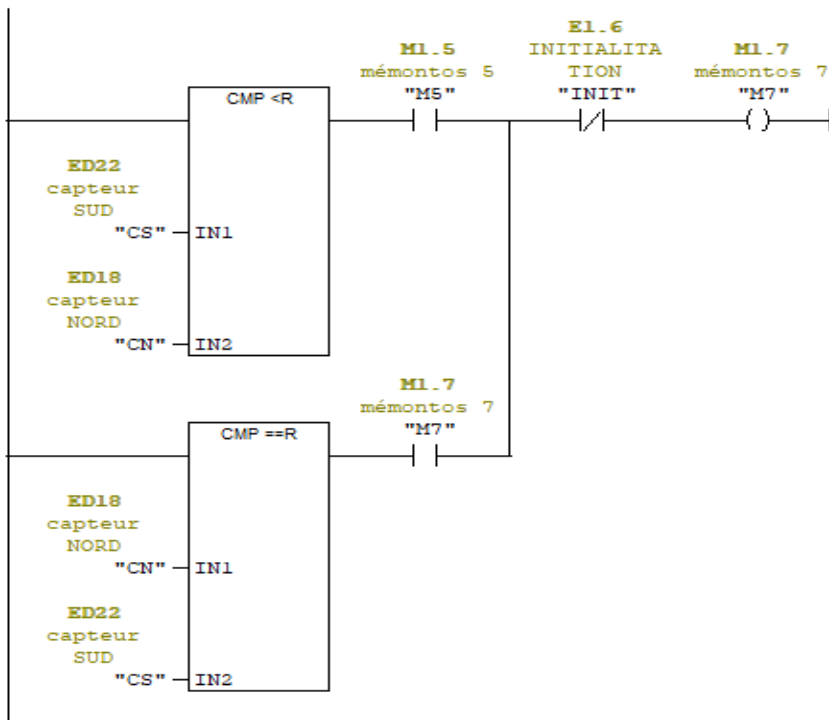 E1.6
M1.5 INITIALITA M1.7
mémontos 5 TION mémontos 7
"M5" "INIT" "M7"
CMP <R
ED22
capteur
SUD
"CS" IN1
ED18
capteur
NORD
"CN" IN2
M1.7
mémontos 7
"M7"
CMP ==R
ED18
capteur
NORD
"CN" IN1
ED22
capteur
SUD
"CS" IN2